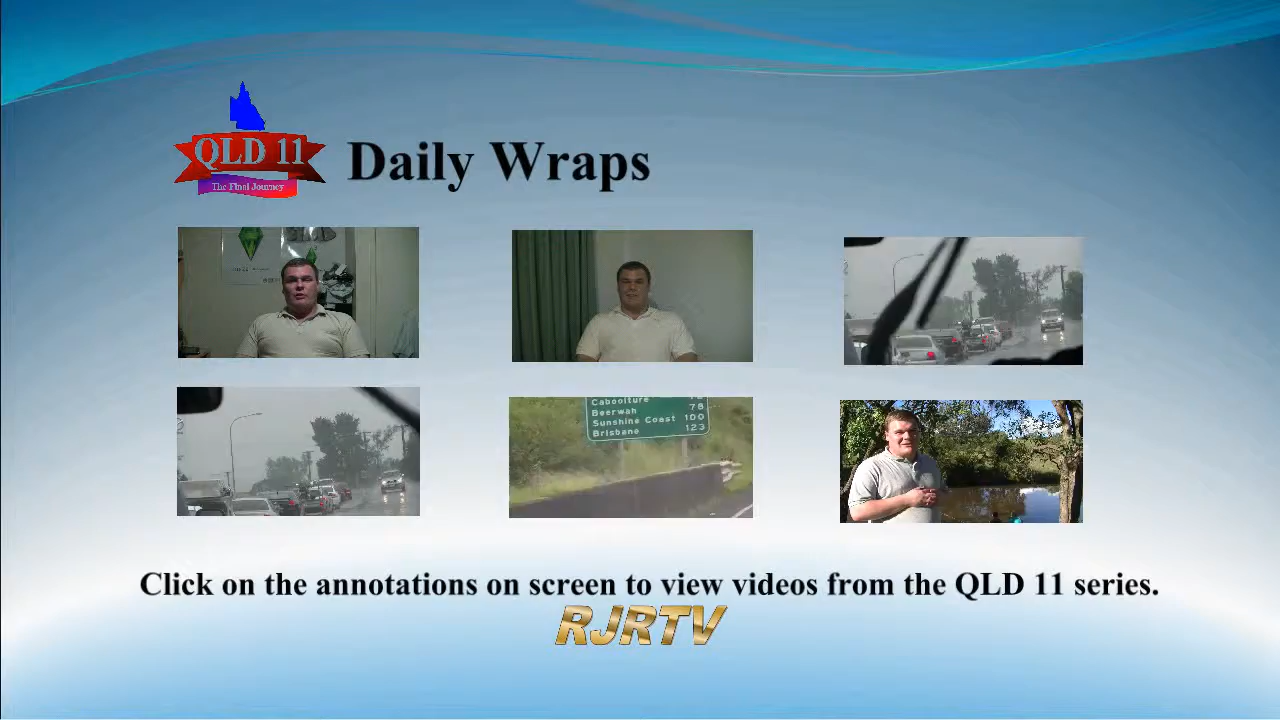 QLD 11
The Final Journey
Daily Wraps
Caboolture
Beerwah 78
Sunshine Coast 100
Brisbane 123
Click on the annotations on screen to view videos from the QLD 11 series.
RJRTV